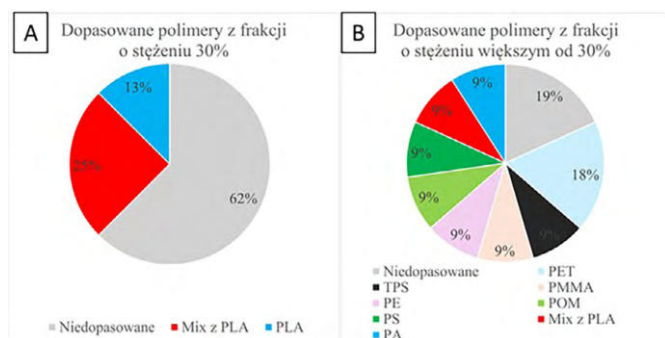 A
Dopasowane polimery z frakcji
o stężeniu 30%
13%
25%
62%
Niedopasowane Mix z PLA PLA
B
Dopasowane polimery z frakcji
o stężeniu większym od 30%
9%
19%
9%
9%
18%
9%
9%
9%
9%
Niedopasowane PET
TPS PMMA
PE POM
PS Mix z PLA
PA